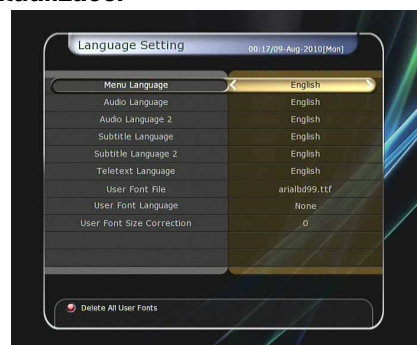 Language Setting 00:17/09-Aug-2010[Mon]
Menu Language English
Audio Language English
Audio Language 2 English
Subtitle Language English
Subtitle Language 2 English
Teletext Language English
User Font File arialbd99.ttf
User Font Language None
User Font Size Correction 0
Delete All User Fonts